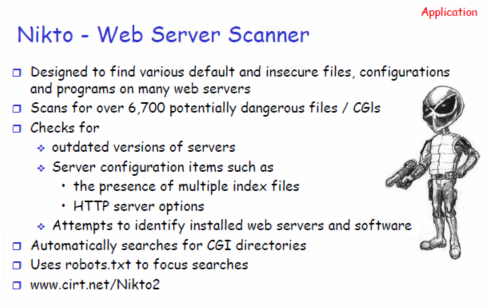 Application
Nikto - Web Server Scanner
Designed to find various default and insecure files, configurations
and programs on many web servers
Scans for over 6,700 potentially dangerous files / CGIs
Checks for
outdated versions of servers
Server configuration items such as
• the presence of multiple index files
• HTTP server options
Attempts to identify installed web servers and software
Automatically searches for CGI directories
Uses robots.txt to focus searches
www.cirt.net/Nikto2